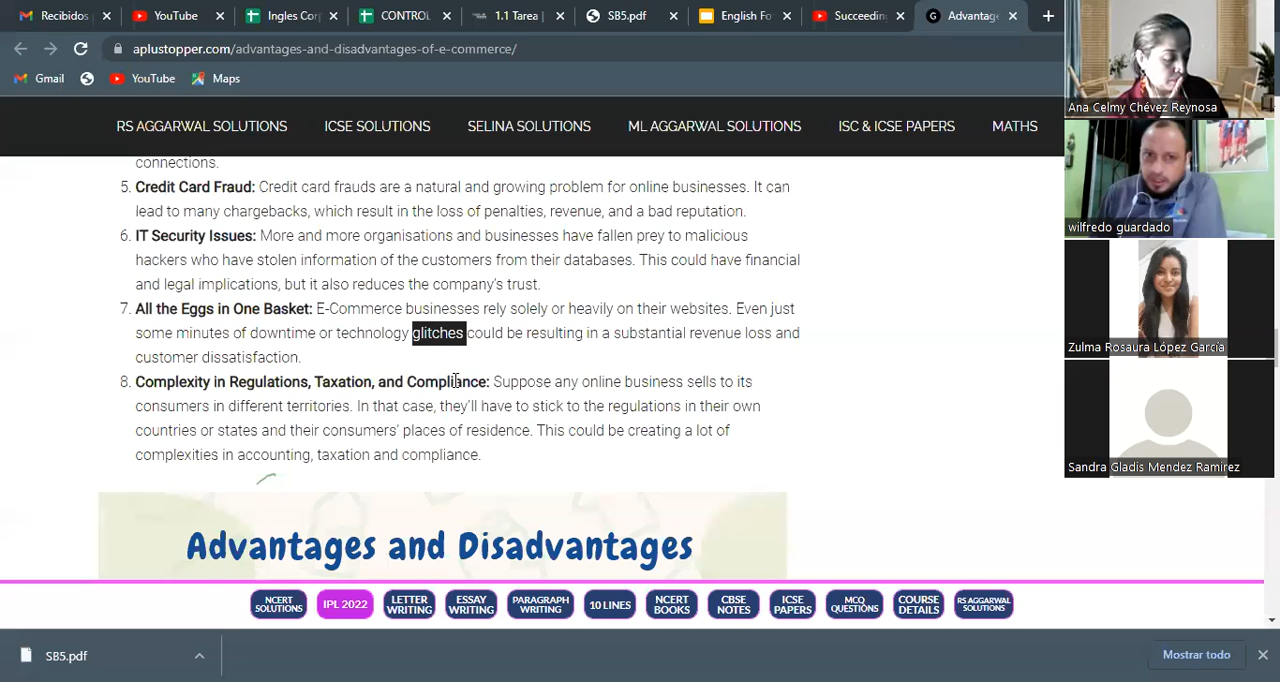 Recibidos
YouTube
Ingles Cor
CONTROL
1.1 Tarea
SB5.pdf
English Fo
Succeeding
Advantag
aplustopper.com/advantages-and-disadvantages-of-e-commerce/
Gmail
YouTube
Maps
RS AGGARWAL SOLUTIONS
ICSE SOLUTIONS
SELINA SOLUTIONS
ML AGGARWAL SOLUTIONS
ISC & ICSE PAPERS
MATHS
connections.
5. Credit Card Fraud: Credit card frauds are a natural and growing problem for online businesses. It can
lead to many chargebacks, which result in the loss of penalties, revenue, and a bad reputation.
6. IT Security Issues: More and more organisations and businesses have fallen prey to malicious
hackers who have stolen information of the customers from their databases. This could have financial
and legal implications, but it also reduces the company's trust.
7. All the Eggs in One Basket: E-Commerce businesses rely solely or heavily on their websites. Even just
some minutes of downtime or technology glitches could be resulting in a substantial revenue loss and
customer dissatisfaction.
8. Complexity in Regulations, Taxation, and Compliance: Suppose any online business sells to its
consumers in different territories. In that case, they'll have to stick to the regulations in their own
countries or states and their consumers' places of residence. This could be creating a lot of
complexities in accounting, taxation and compliance.
Advantages and Disadvantages
NCERT SOLUTIONS
IPL 2022
LETTER WRITING
ESSAY WRITING
PARAGRAPH WRITING
10 LINES
NCERT BOOKS
CBSE NOTES
ICSE PAPERS
MCQ QUESTIONS
COURSE DETAILS
RS AGGARWAL SOLUTIONS
SB5.pdf
Mostrar todo
Ana Celmy Chévez Reynosa
wilfredo guardado
Zulma Rosaura López García
Sandra Gladis Mendez Ramirez